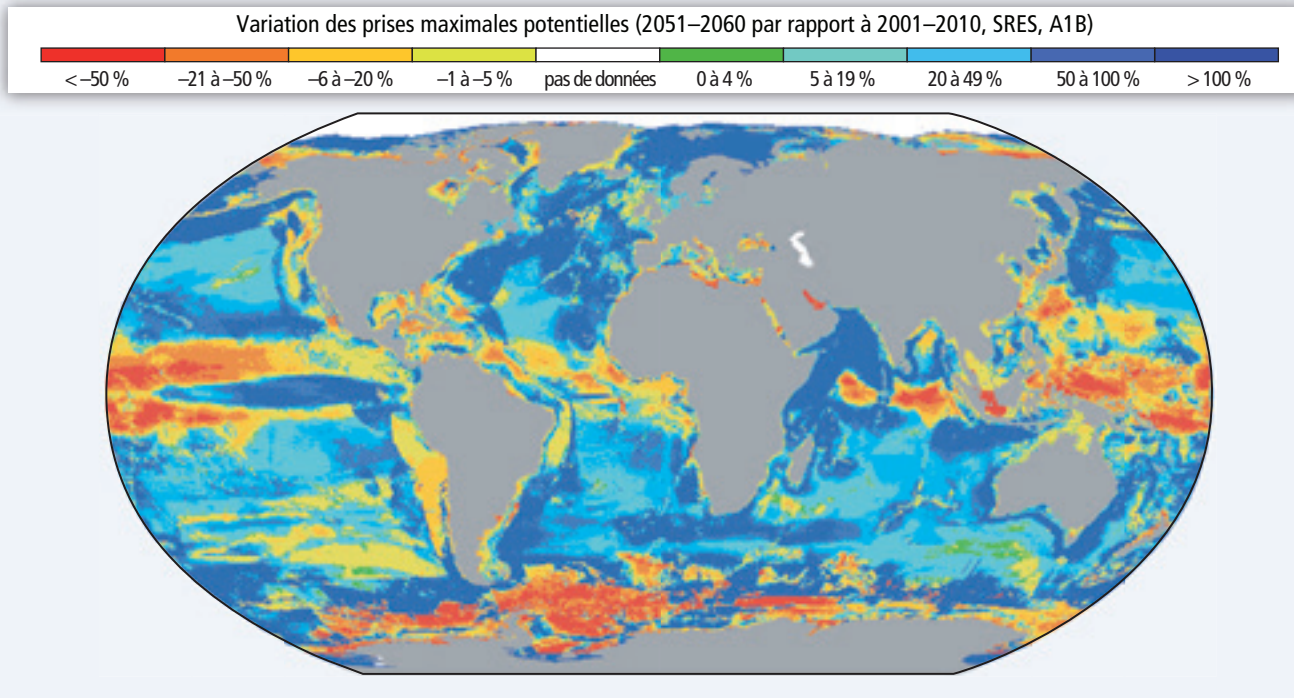 Variation des prises maximales potentielles (2051–2060 par rapport à 2001–2010, SRES, A1B)
< –50 % –21 à –50 % –6 à –20 % –1 à –5 % pas de données 0 à 4 % 5 à 19 % 20 à 49 % 50 à 100 % > 100 %